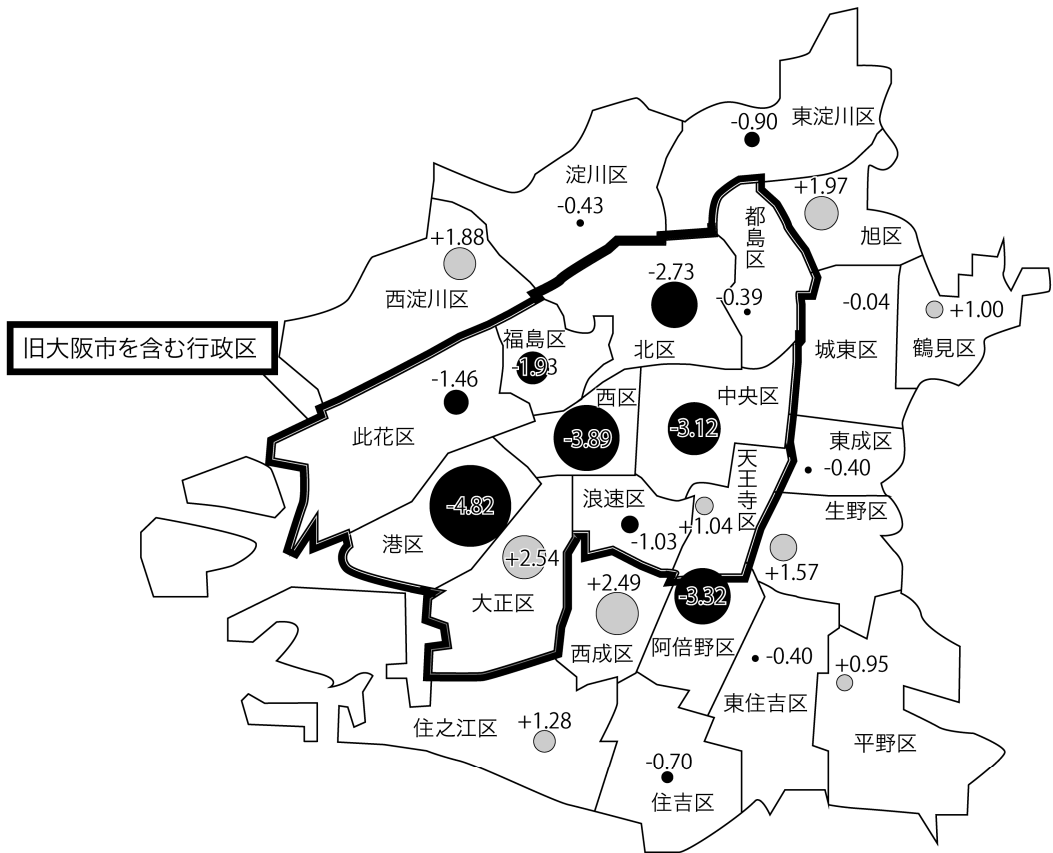 東淀川区
-0.90
淀川区
-0.43
+1.97
旭区
都島区
-0.39
+1.88
西淀川区
-2.73
北区
-0.04
城東区
+1.00
鶴見区
旧大阪市を含む行政区
福島区
-1.93
-1.46
此花区
西区
-3.89
中央区
-3.12
東成区
-0.40
天王寺区
+1.04
浪速区
-1.03
生野区
+1.57
-4.82
港区
+2.54
大正区
+2.49
西成区
-3.32
阿倍野区
-0.40
東住吉区
+0.95
平野区
住之江区
+1.28
-0.70
住吉区